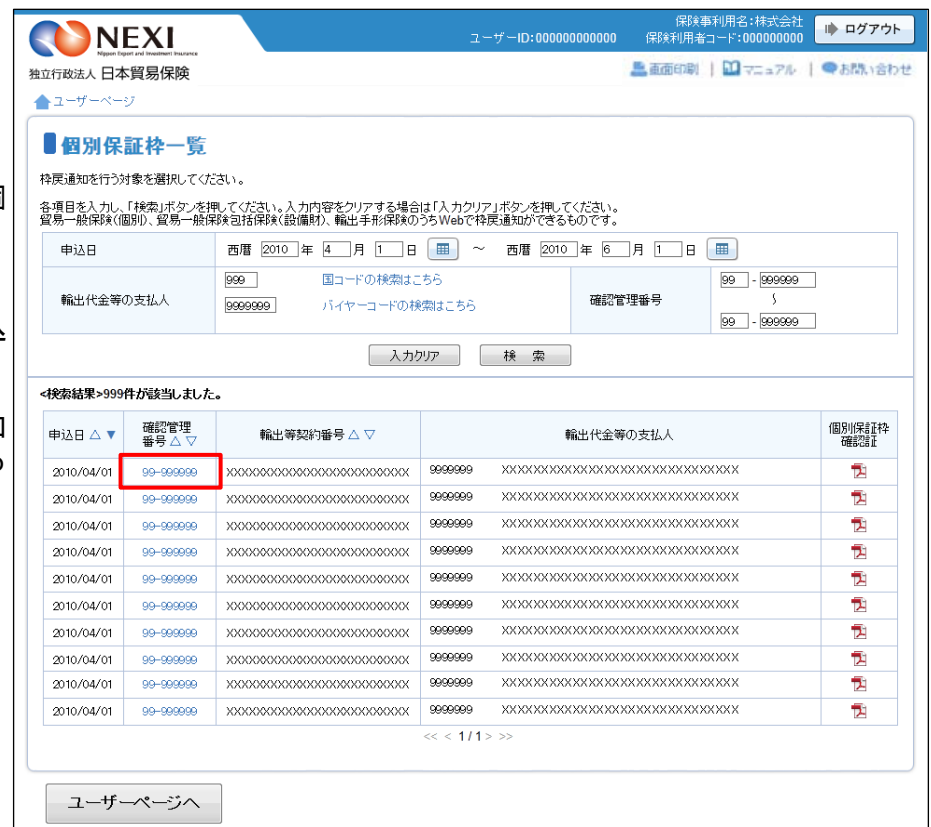 NEXI
Nippon Export and Investment Insurance
独立行政法人 日本貿易保険
ユーザーID:000000000000
保険事利用名:株式会社
保険利用者コード:000000000
ログアウト
画面印刷 | マニュアル | お問い合わせ
ユーザーページ
個別保証枠一覧
枠戻通知を行う対象を選択してください。
各項目を入力し、「検索」ボタンを押してください。入力内容をクリアする場合は「入力クリア」ボタンを押してください。
貿易一般保険(個別)、貿易一般保険包括保険(設備財)、輸出手形保険のうちWebで枠戻通知ができるものです。
申込日 西暦 2010 年 4 月 1 日 ~ 西暦 2010 年 6 月 1 日
輸出代金等の支払人
999 国コードの検索はこちら
9999999 バイヤーコードの検索はこちら
確認管理番号
99 - 999999
~
99 - 999999
入力クリア 検 索
<検索結果>999件が該当しました。
申込日 △ ▼ 確認管理番号 △ ▽ 輸出等契約番号 △ ▽ 輸出代金等の支払人 個別保証枠確認証
2010/04/01 99-999999 XXXXXXXXXXXXXXXXXXXXXXXXXX 9999999 XXXXXXXXXXXXXXXXXXXXXXXXXXXXXX
2010/04/01 99-999999 XXXXXXXXXXXXXXXXXXXXXXXXXX 9999999 XXXXXXXXXXXXXXXXXXXXXXXXXXXXXX
2010/04/01 99-999999 XXXXXXXXXXXXXXXXXXXXXXXXXX 9999999 XXXXXXXXXXXXXXXXXXXXXXXXXXXXXX
2010/04/01 99-999999 XXXXXXXXXXXXXXXXXXXXXXXXXX 9999999 XXXXXXXXXXXXXXXXXXXXXXXXXXXXXX
2010/04/01 99-999999 XXXXXXXXXXXXXXXXXXXXXXXXXX 9999999 XXXXXXXXXXXXXXXXXXXXXXXXXXXXXX
2010/04/01 99-999999 XXXXXXXXXXXXXXXXXXXXXXXXXX 9999999 XXXXXXXXXXXXXXXXXXXXXXXXXXXXXX
2010/04/01 99-999999 XXXXXXXXXXXXXXXXXXXXXXXXXX 9999999 XXXXXXXXXXXXXXXXXXXXXXXXXXXXXX
2010/04/01 99-999999 XXXXXXXXXXXXXXXXXXXXXXXXXX 9999999 XXXXXXXXXXXXXXXXXXXXXXXXXXXXXX
2010/04/01 99-999999 XXXXXXXXXXXXXXXXXXXXXXXXXX 9999999 XXXXXXXXXXXXXXXXXXXXXXXXXXXXXX
2010/04/01 99-999999 XXXXXXXXXXXXXXXXXXXXXXXXXX 9999999 XXXXXXXXXXXXXXXXXXXXXXXXXXXXXX
<< < 1 / 1 > >>
ユーザーページへ